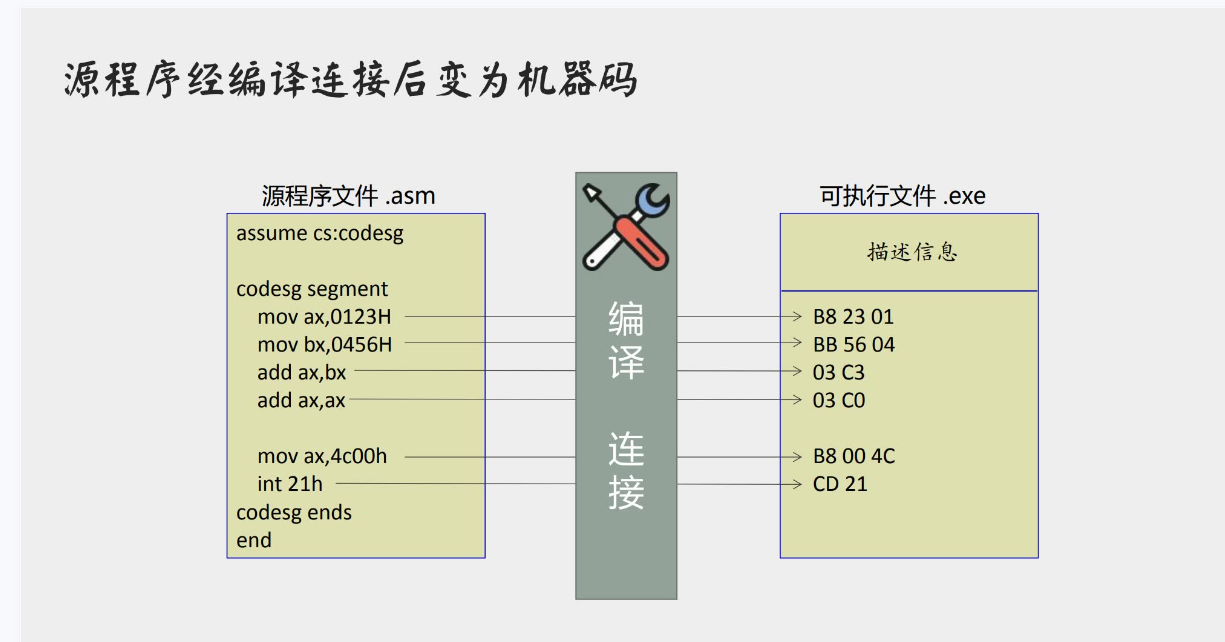 源程序经编译连接后变为机器码
源程序文件 .asm
assume cs:codesg
codesg segment
mov ax,0123H
mov bx,0456H
add ax,bx
add ax,ax
mov ax,4c00h
int 21h
codesg ends
end
编
译
连
接
可执行文件 .exe
描述信息
B8 23 01
BB 56 04
03 C3
03 C0
B8 00 4C
CD 21